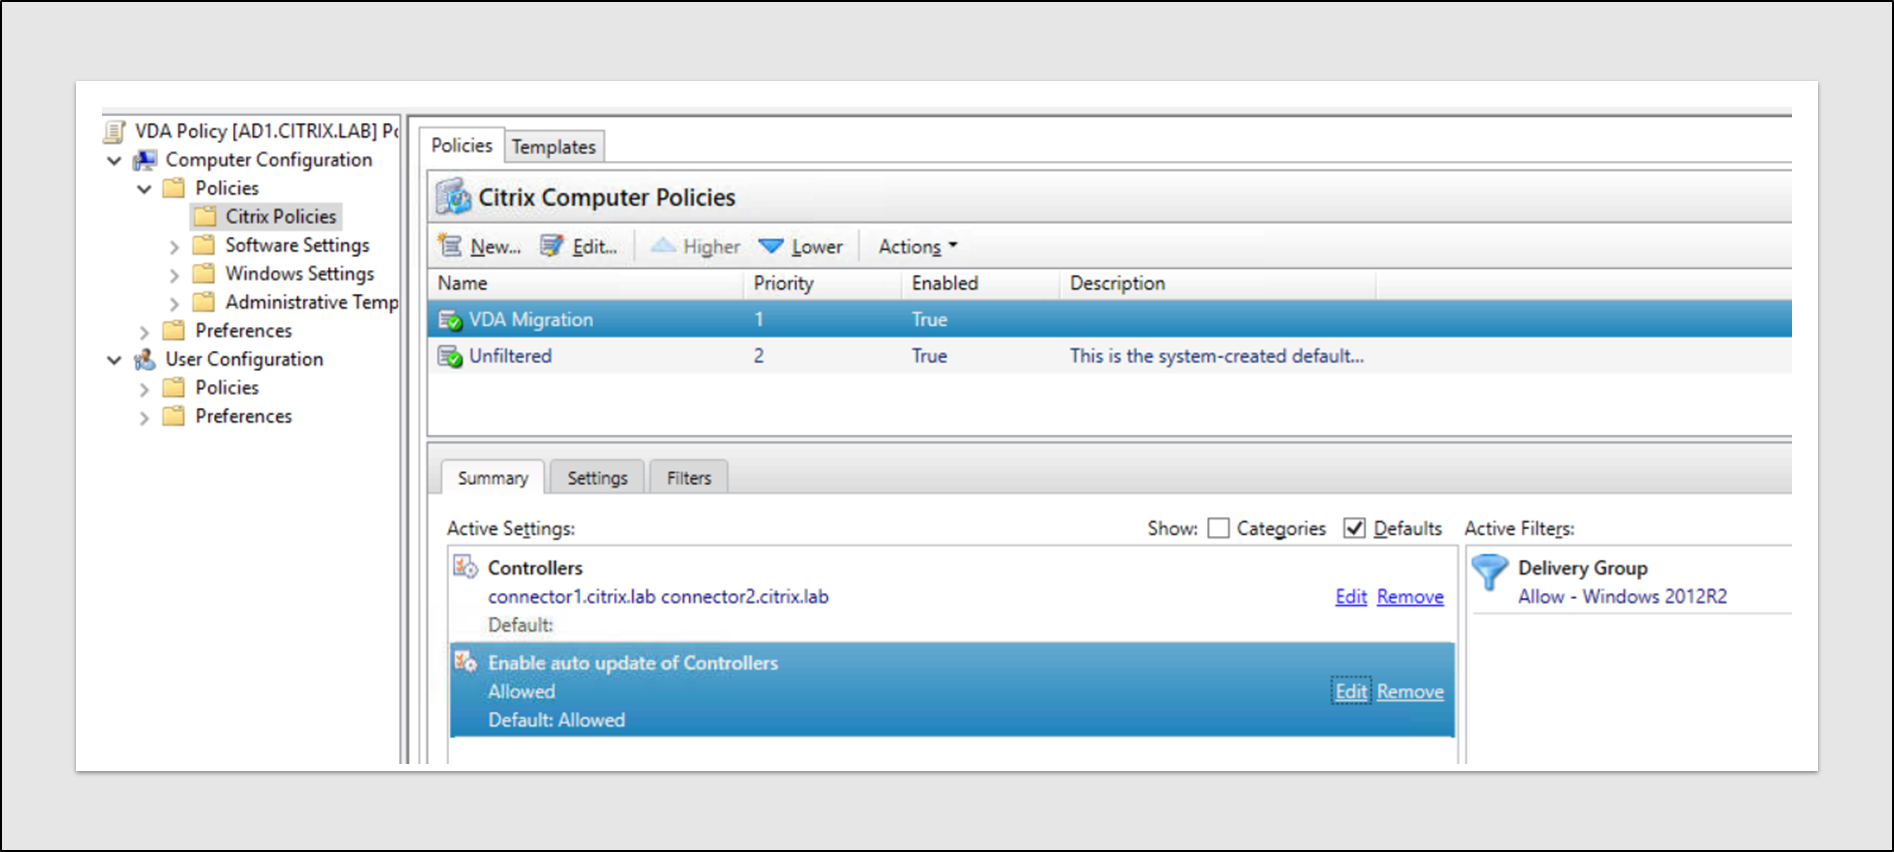 VDA Policy [AD1.CITRIX.LAB] Po
Computer Configuration
Policies
Citrix Policies
Software Settings
Windows Settings
Administrative Temp
Preferences
User Configuration
Policies
Preferences
Policies Templates
Citrix Computer Policies
New... Edit... Higher Lower Actions
Name Priority Enabled Description
VDA Migration 1 True
Unfiltered 2 True This is the system-created default...
Summary Settings Filters
Active Settings: Show: Categories Defaults Active Filters:
Controllers
connector1.citrix.lab connector2.citrix.lab Edit Remove
Default:
Enable auto update of Controllers
Allowed Edit Remove
Default: Allowed
Delivery Group
Allow - Windows 2012R2